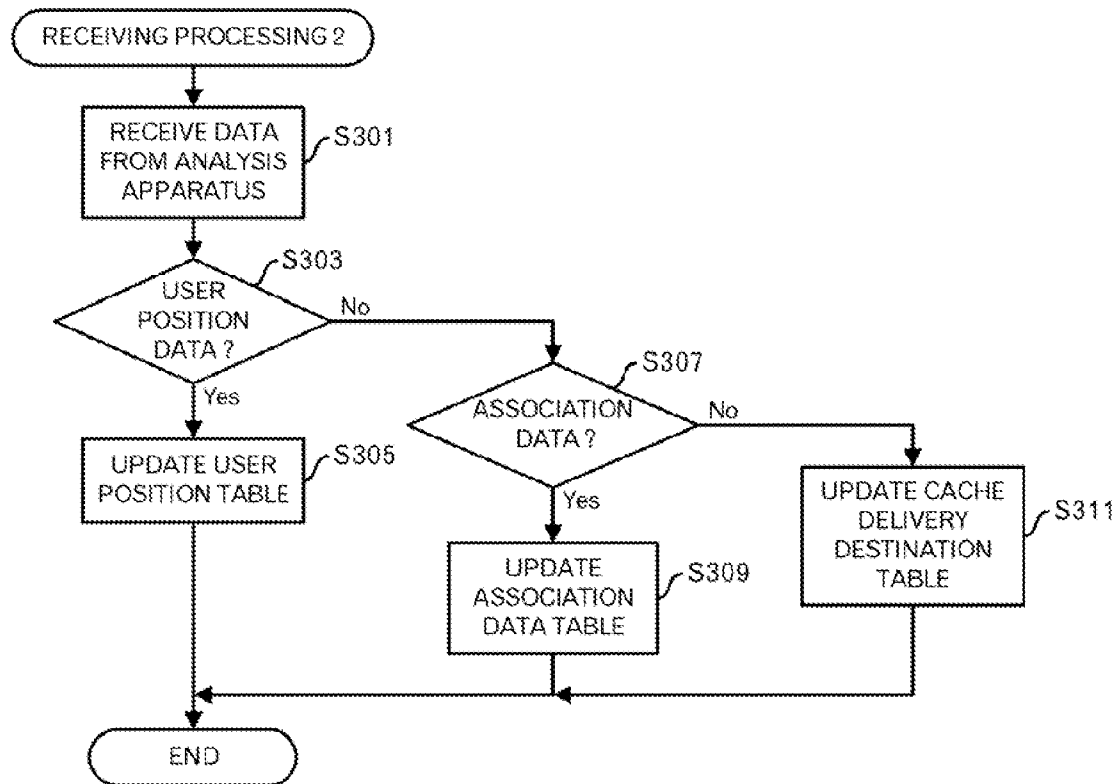 RECEIVING PROCESSING 2
RECEIVE DATA
FROM ANALYSIS
APPARATUS
S301
USER
POSITION
DATA ?
S303
No
Yes
UPDATE USER
POSITION TABLE
S305
ASSOCIATION
DATA ?
S307
No
Yes
UPDATE
ASSOCIATION
DATA TABLE
S309
UPDATE CACHE
DELIVERY
DESTINATION
TABLE
S311
END